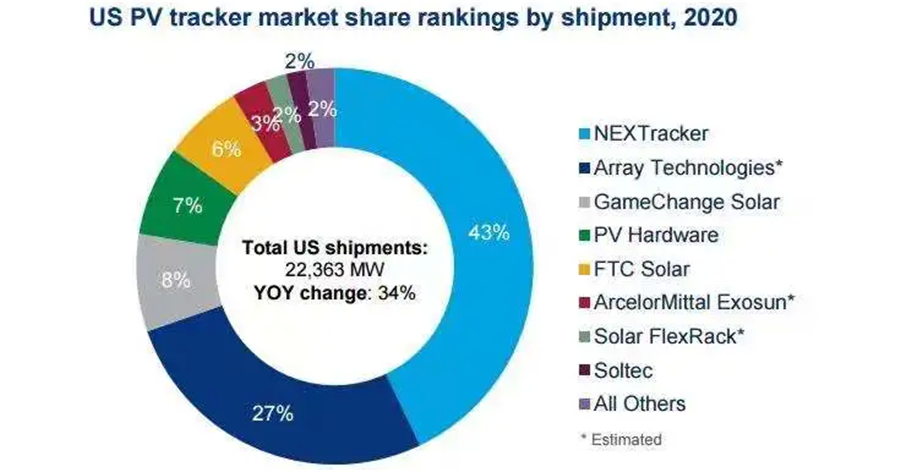 US PV tracker market share rankings by shipment, 2020
2%
2%
2%
3%
6%
7%
8%
27%
43%
Total US shipments:
22,363 MW
YOY change: 34%
NEXTracker
Array Technologies*
GameChange Solar
PV Hardware
FTC Solar
ArcelorMittal Exosun*
Solar FlexRack*
Soltec
All Others
* Estimated